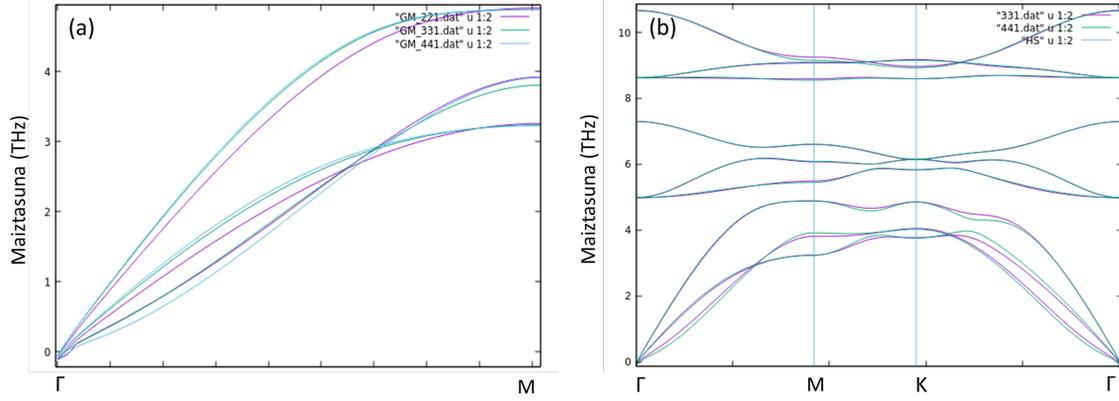 (a)
"GM_221.dat" u 1:2
"GM_331.dat" u 1:2
"GM_441.dat" u 1:2
4
3
2
1
0
Maiztasuna (THz)
Γ
M
(b)
"331.dat" u 1:2
"441.dat" u 1:2
"HS" u 1:2
10
8
6
4
2
0
Maiztasuna (THz)
Γ
M
K
Γ